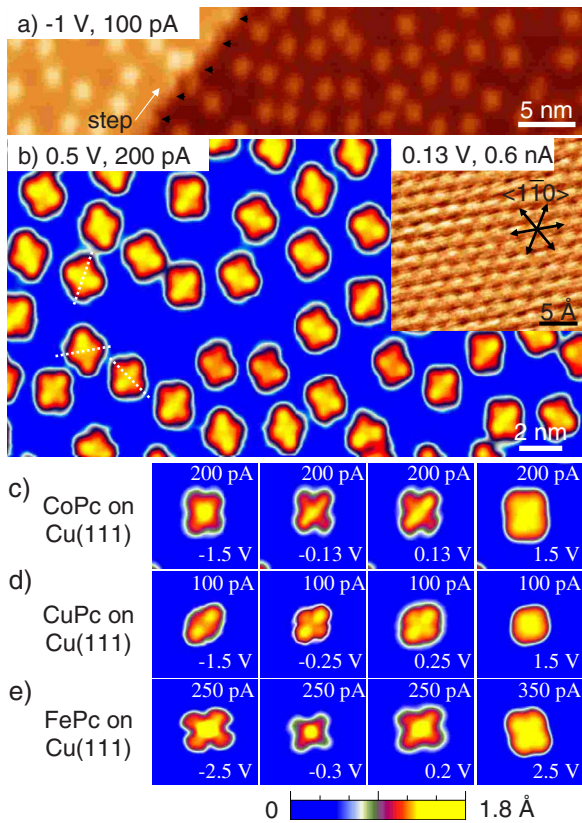 a) -1 V, 100 pA
step
5 nm
b) 0.5 V, 200 pA
0.13 V, 0.6 nA
<11̅0>
5 Å
2 nm
c)
CoPc on
Cu(111)
200 pA 200 pA 200 pA 200 pA
-1.5 V -0.13 V 0.13 V 1.5 V
d)
CuPc on
Cu(111)
100 pA 100 pA 100 pA 100 pA
-1.5 V -0.25 V 0.25 V 1.5 V
e)
FePc on
Cu(111)
250 pA 250 pA 250 pA 350 pA
-2.5 V -0.3 V 0.2 V 2.5 V
0 1.8 Å